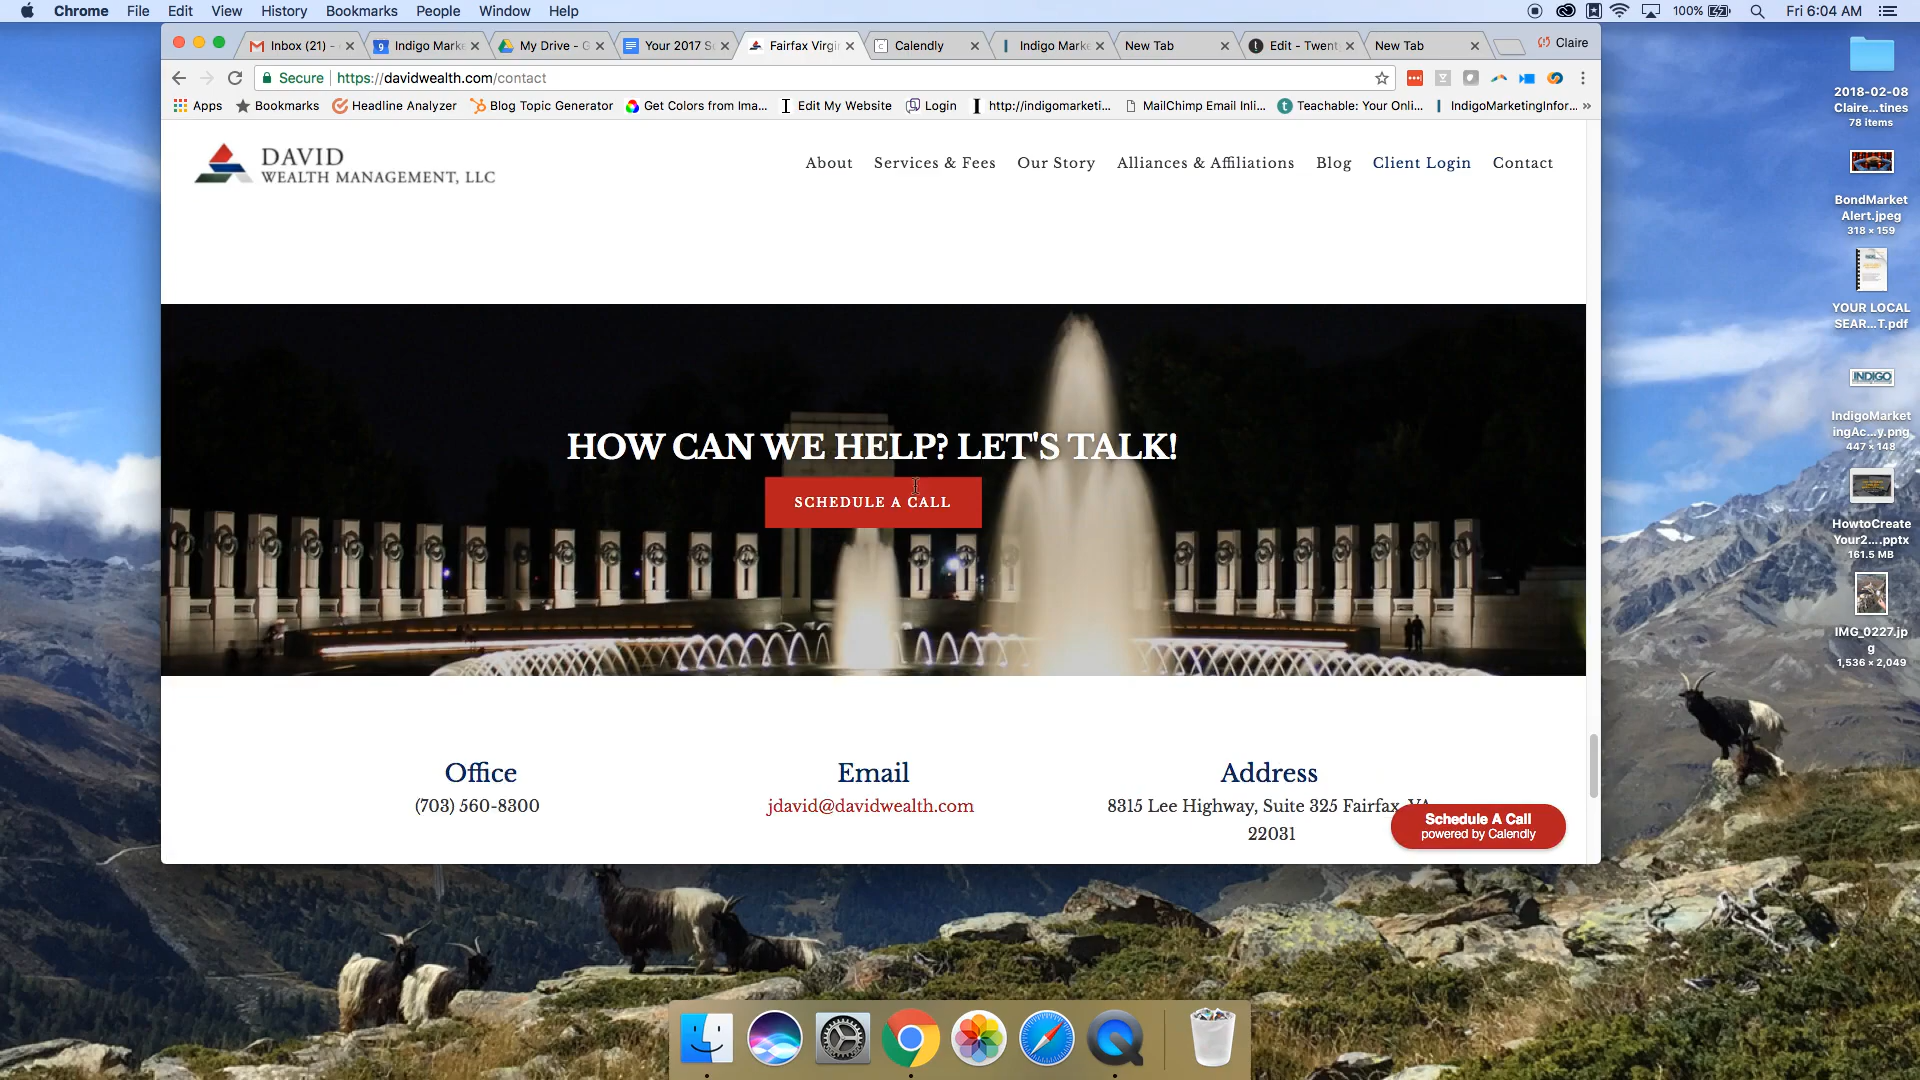 Chrome File Edit View History Bookmarks People Window Help
100% Fri 6:04 AM
Inbox (21) - Indigo Marke My Drive - G Your 2017 S Fairfax Virgi Calendly Indigo Marke New Tab Edit - Twent New Tab Claire
Secure https://davidwealth.com/contact
Apps Bookmarks Headline Analyzer Blog Topic Generator Get Colors from Ima... Edit My Website Login http://indigomarketi... MailChimp Email Inli... Teachable: Your Onli... IndigoMarketingInfor... »
DAVID
WEALTH MANAGEMENT, LLC
About Services & Fees Our Story Alliances & Affiliations Blog Client Login Contact
HOW CAN WE HELP? LET'S TALK!
SCHEDULE A CALL
Office
(703) 560-8300
Email
jdavid@davidwealth.com
Address
8315 Lee Highway, Suite 325 Fairfax, VA
22031
Schedule A Call
powered by Calendly
2018-02-08
Claire...tines
78 items
BondMarket
Alert.jpeg
318 × 159
YOUR LOCAL
SEAR...T.pdf
INDIGO
IndigoMarket
ingAc...y.png
447 × 148
HowtoCreate
Your2....pptx
161.5 MB
IMG_0227.jp
g
1,536 × 2,049